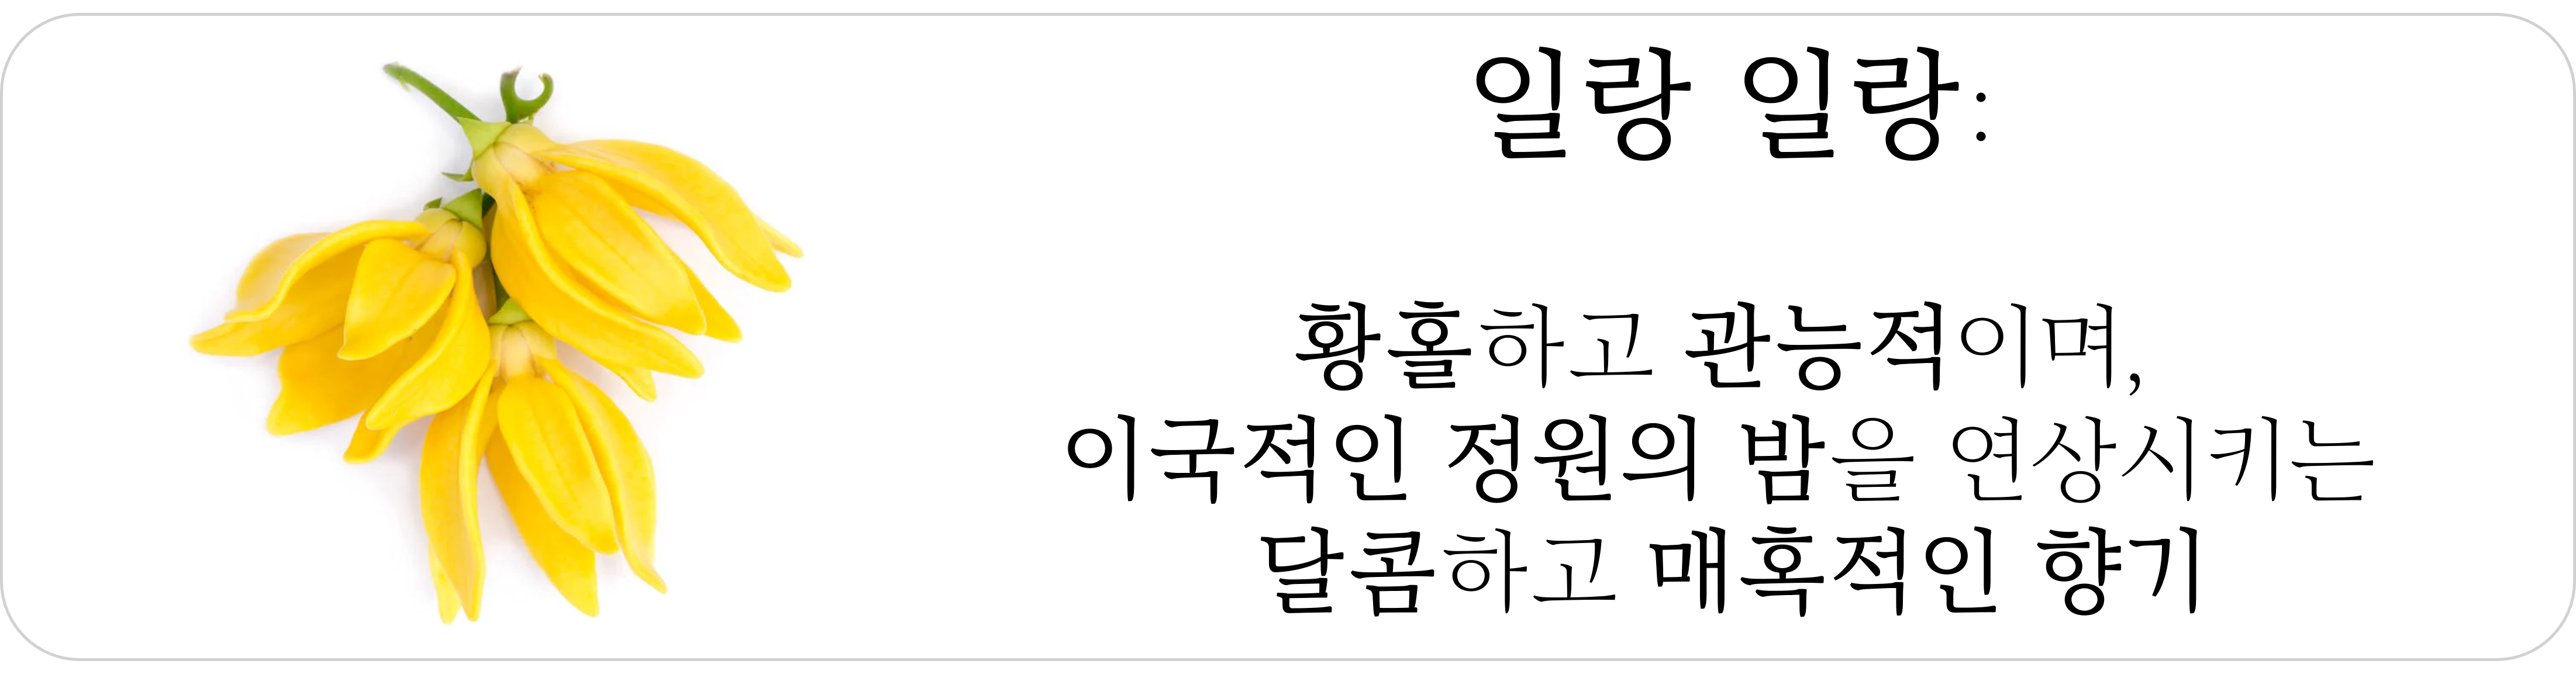 일랑 일랑:
황홀하고 관능적이며,
이국적인 정원의 밤을 연상시키는
달콤하고 매혹적인 향기